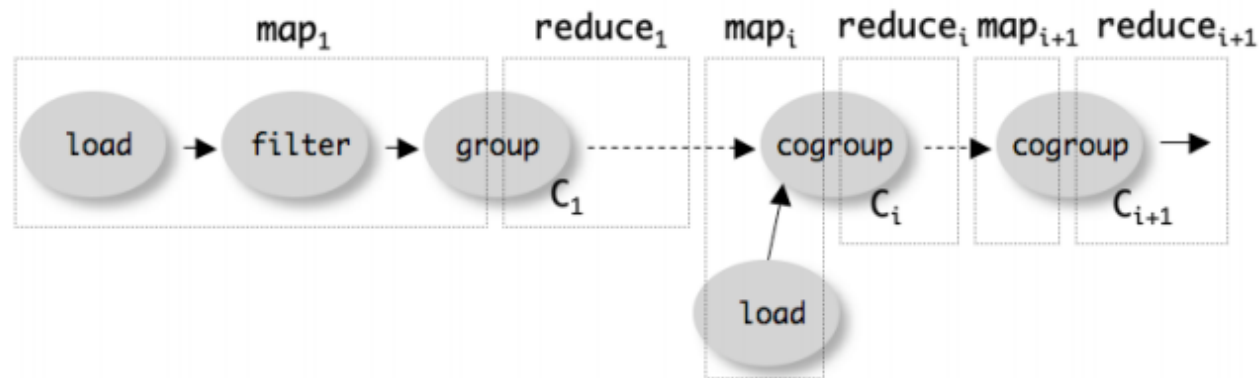 map₁ reduce₁ mapᵢ reduceᵢ mapᵢ₊₁ reduceᵢ₊₁
load filter group cogroup cogroup
C₁ Cᵢ Cᵢ₊₁
load